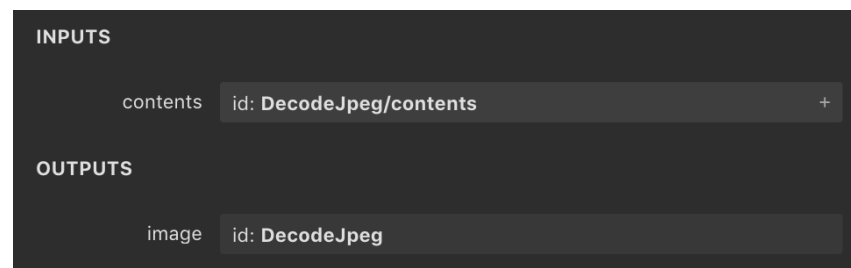 INPUTS
contents id: DecodeJpeg/contents +
OUTPUTS
image id: DecodeJpeg